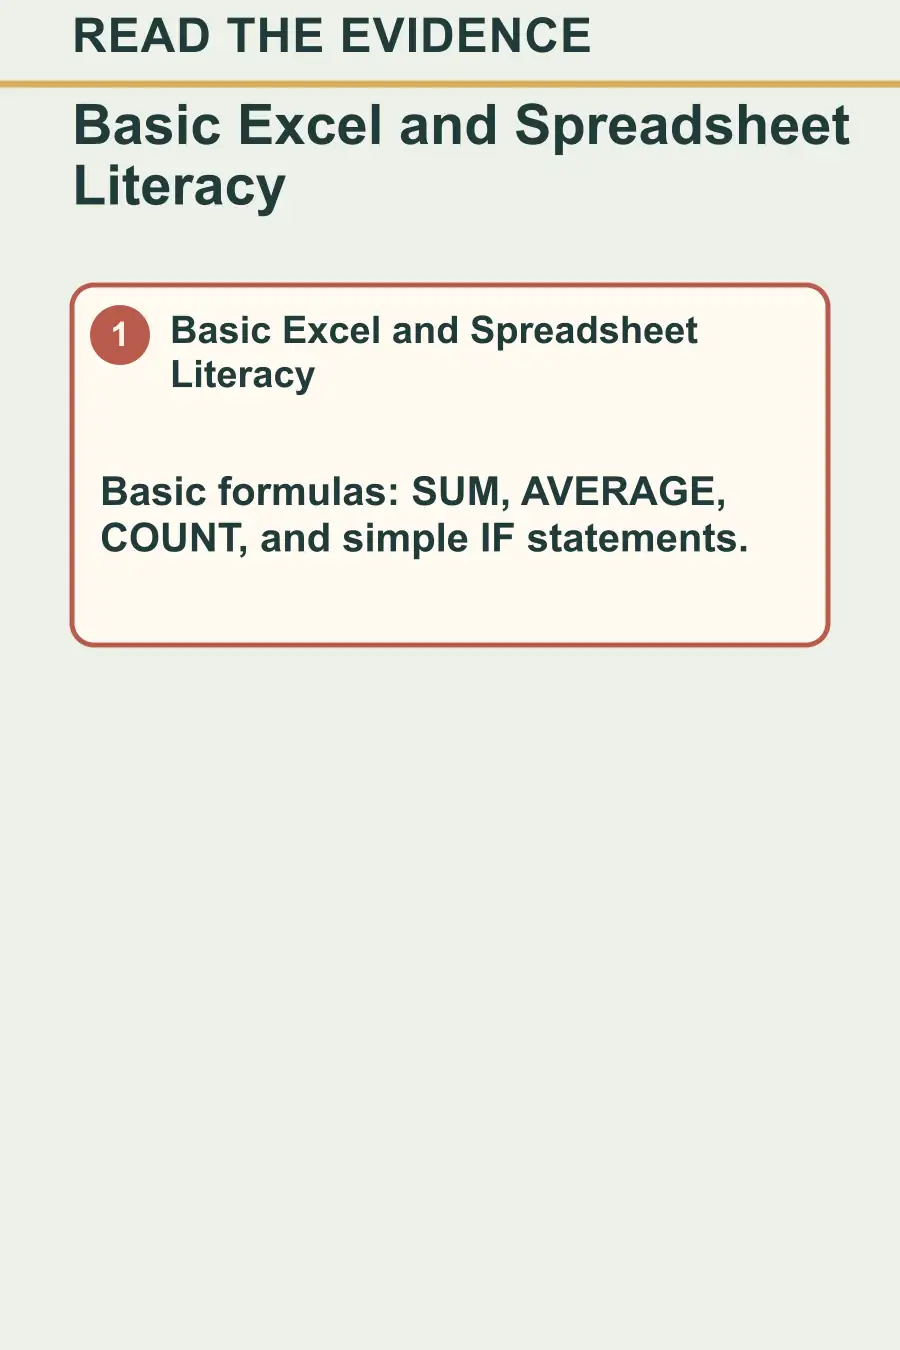 READ THE EVIDENCE
Basic Excel and Spreadsheet
Literacy
1
Basic Excel and Spreadsheet
Literacy
Basic formulas: SUM, AVERAGE,
COUNT, and simple IF statements.